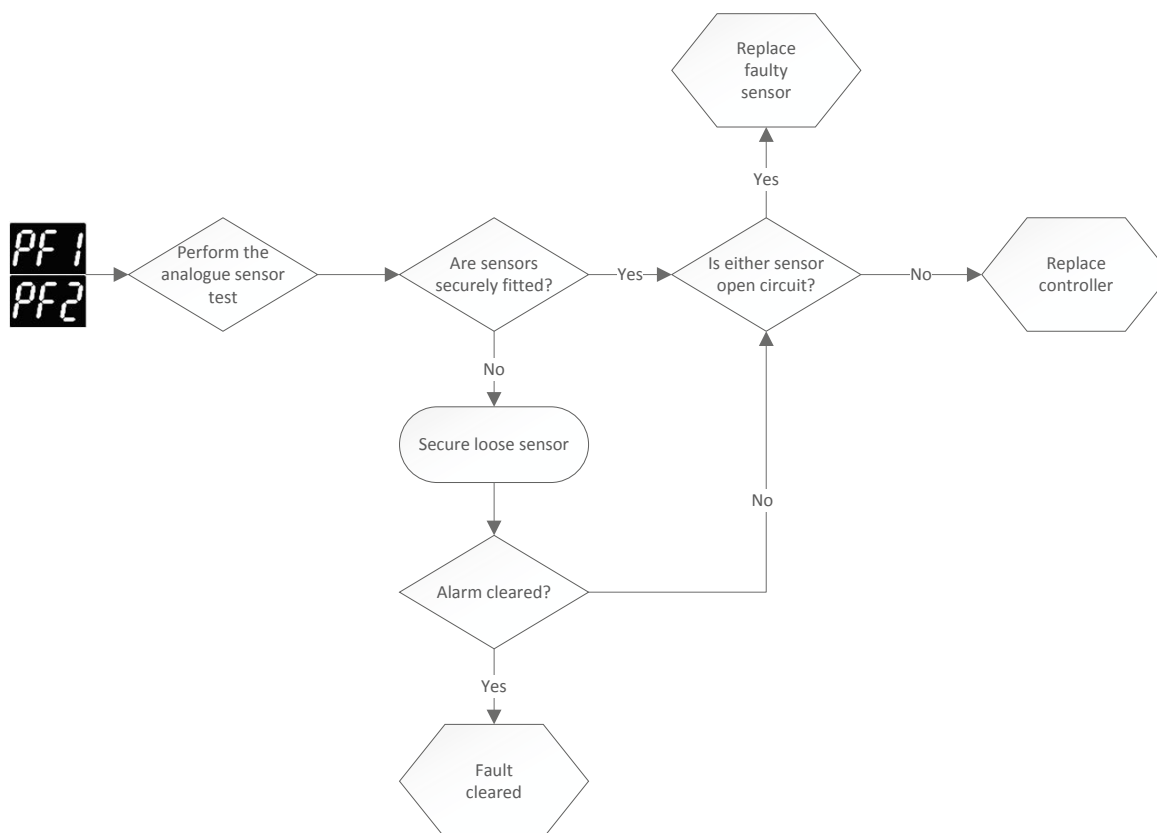 Replace
faulty
sensor
Yes
PF1
PF2
Perform the
analogue sensor
test
Are sensors
securely fitted?
Yes
Is either sensor
open circuit?
No
Replace
controller
No
Secure loose sensor
No
Alarm cleared?
Yes
Fault
cleared